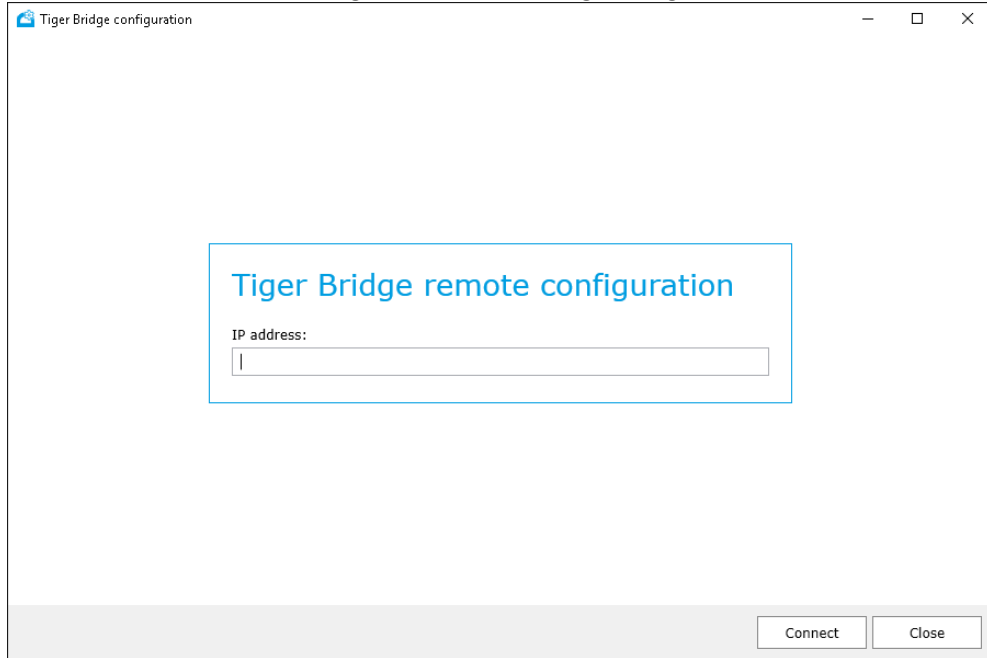 Tiger Bridge configuration
Tiger Bridge remote configuration
IP address:
Connect
Close